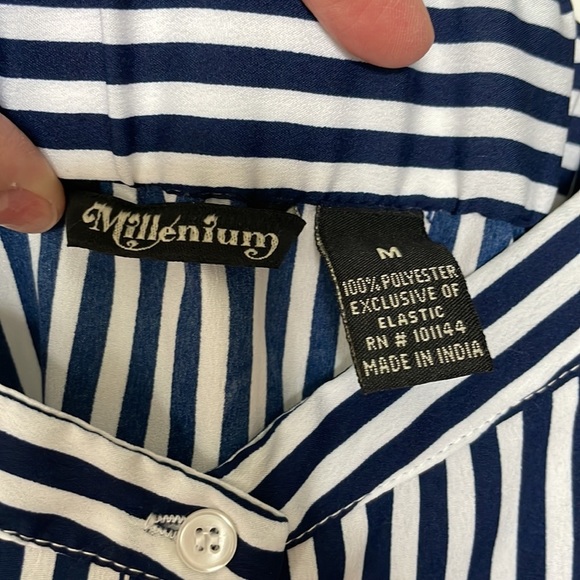 Millenium
M
100% POLYESTER
EXCLUSIVE OF
ELASTIC
RN # 101144
MADE IN INDIA